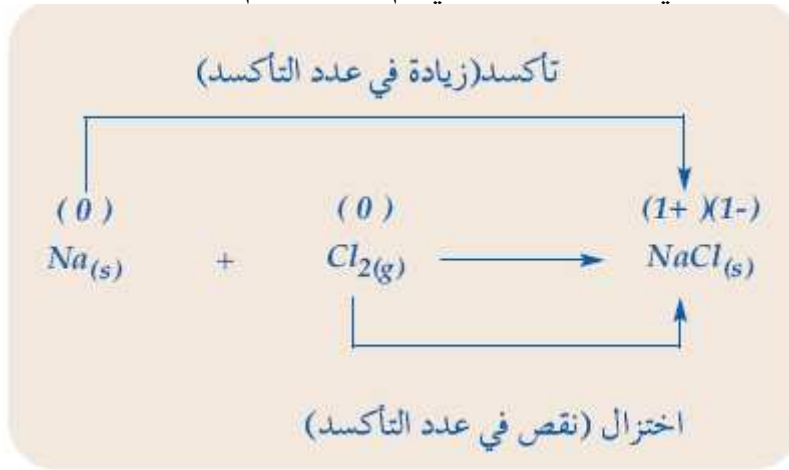 تأكسد(زيادة في عدد التأكسد)
( 0 ) ( 0 ) (1+ )(1-)
Na(s) + Cl2(g) NaCl(s)
اختزال (نقص في عدد التأكسد)